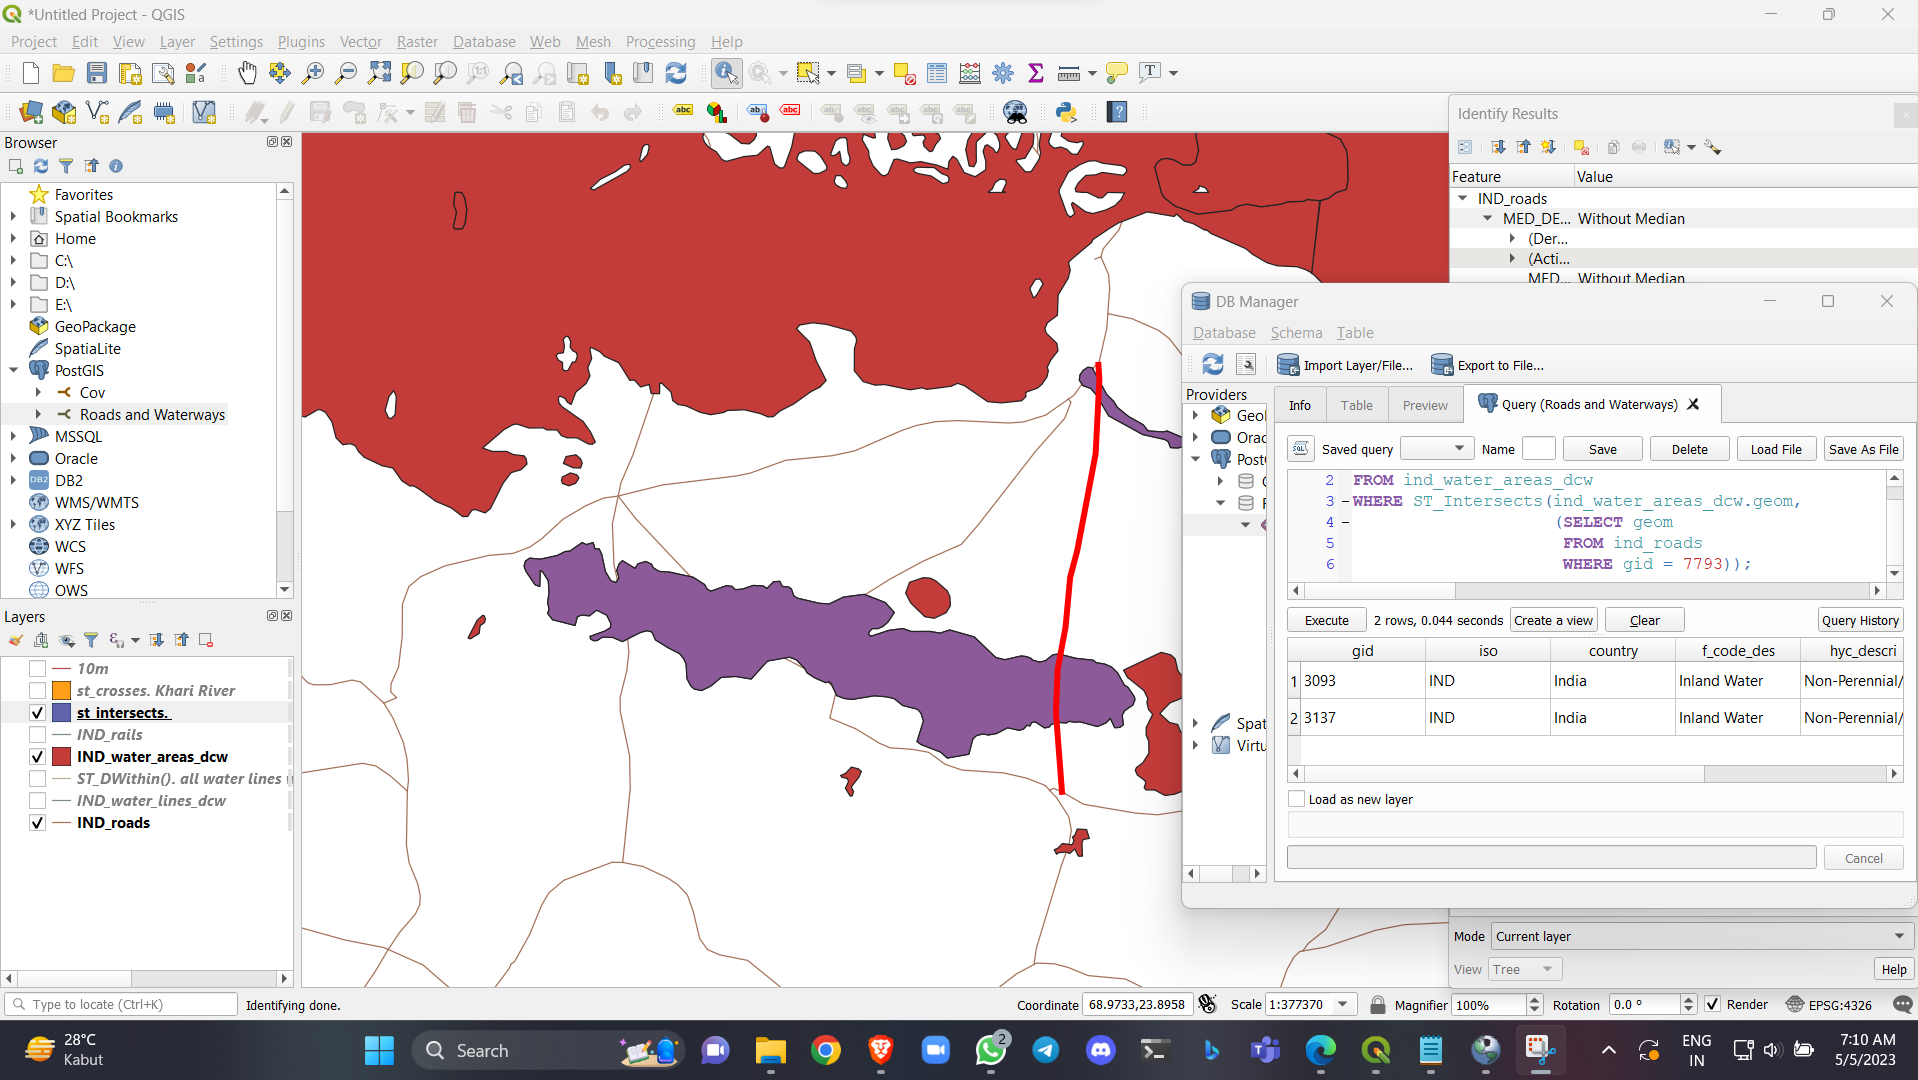 *Untitled Project - QGIS
Project Edit View Layer Settings Plugins Vector Raster Database Web Mesh Processing Help
Browser
Favorites
Spatial Bookmarks
Home
C:\
D:\
E:\
GeoPackage
SpatiaLite
PostGIS
Cov
Roads and Waterways
MSSQL
Oracle
DB2
WMS/WMTS
XYZ Tiles
WCS
WFS
OWS
Layers
10m
st_crosses. Khari River
st_intersects.
IND_rails
IND_water_areas_dcw
ST_DWithin(). all water lines
IND_water_lines_dcw
IND_roads
Identify Results
Feature Value
IND_roads
MED_DE... Without Median
(Der...
(Acti...
MED... Without Median
DB Manager
Database Schema Table
Import Layer/File... Export to File...
Providers
Info Table Preview Query (Roads and Waterways)
Saved query Name Save Delete Load File Save As File
2 FROM ind_water_areas_dcw
3 WHERE ST_Intersects(ind_water_areas_dcw.geom,
4 (SELECT geom
5 FROM ind_roads
6 WHERE gid = 7793));
Execute 2 rows, 0.044 seconds Create a view Clear Query History
gid iso country f_code_des hyc_descri
1 3093 IND India Inland Water Non-Perennial/
2 3137 IND India Inland Water Non-Perennial/
Load as new layer
Cancel
Mode Current layer
View Tree Help
Type to locate (Ctrl+K) Identifying done. Coordinate 68.9733,23.8958 Scale 1:377370 Magnifier 100% Rotation 0.0 ° Render EPSG:4326
28°C
Kabut
Search
2
ENG
IN
7:10 AM
5/5/2023